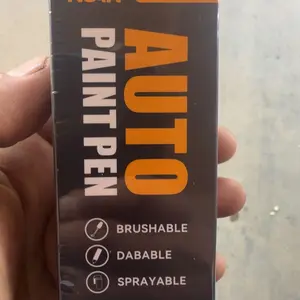 AUTO
PAINT PEN
BRUSHABLE
DABABLE
SPRAYABLE